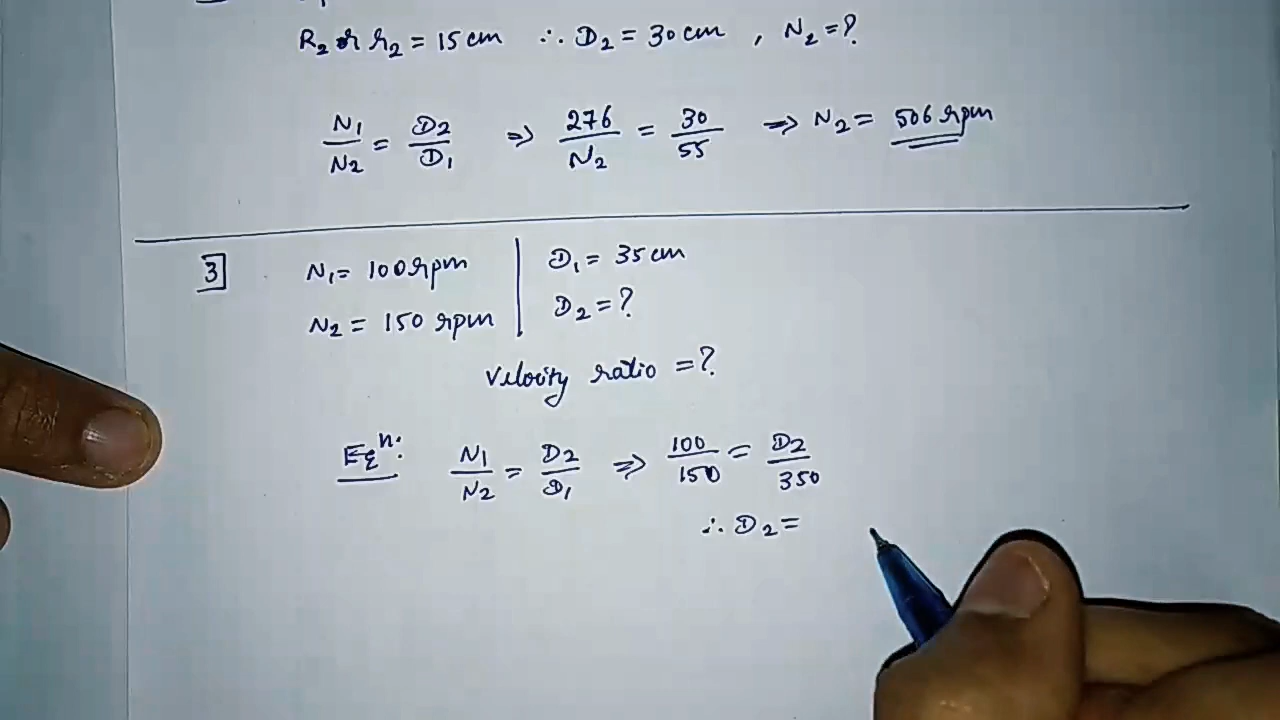 R₂ or r₂ = 15 cm ∴ D₂ = 30 cm , N₂ = ?
N₁/N₂ = D₂/D₁ ⇒ 276/N₂ = 30/55 ⇒ N₂ = 506 rpm
3 N₁ = 100 rpm | D₁ = 35 cm
N₂ = 150 rpm | D₂ = ?
Velocity ratio = ?
Eqⁿ: N₁/N₂ = D₂/D₁ ⇒ 100/150 = D₂/350
∴ D₂ =